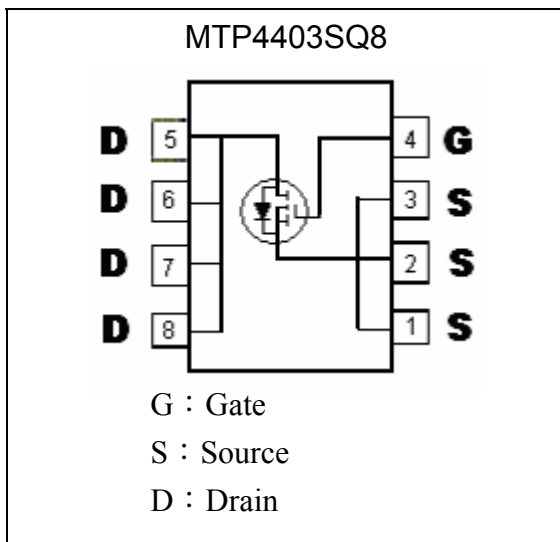 MTP4403SQ8
D 5 4 G
D 6 3 S
D 7 2 S
D 8 1 S
G：Gate
S：Source
D：Drain